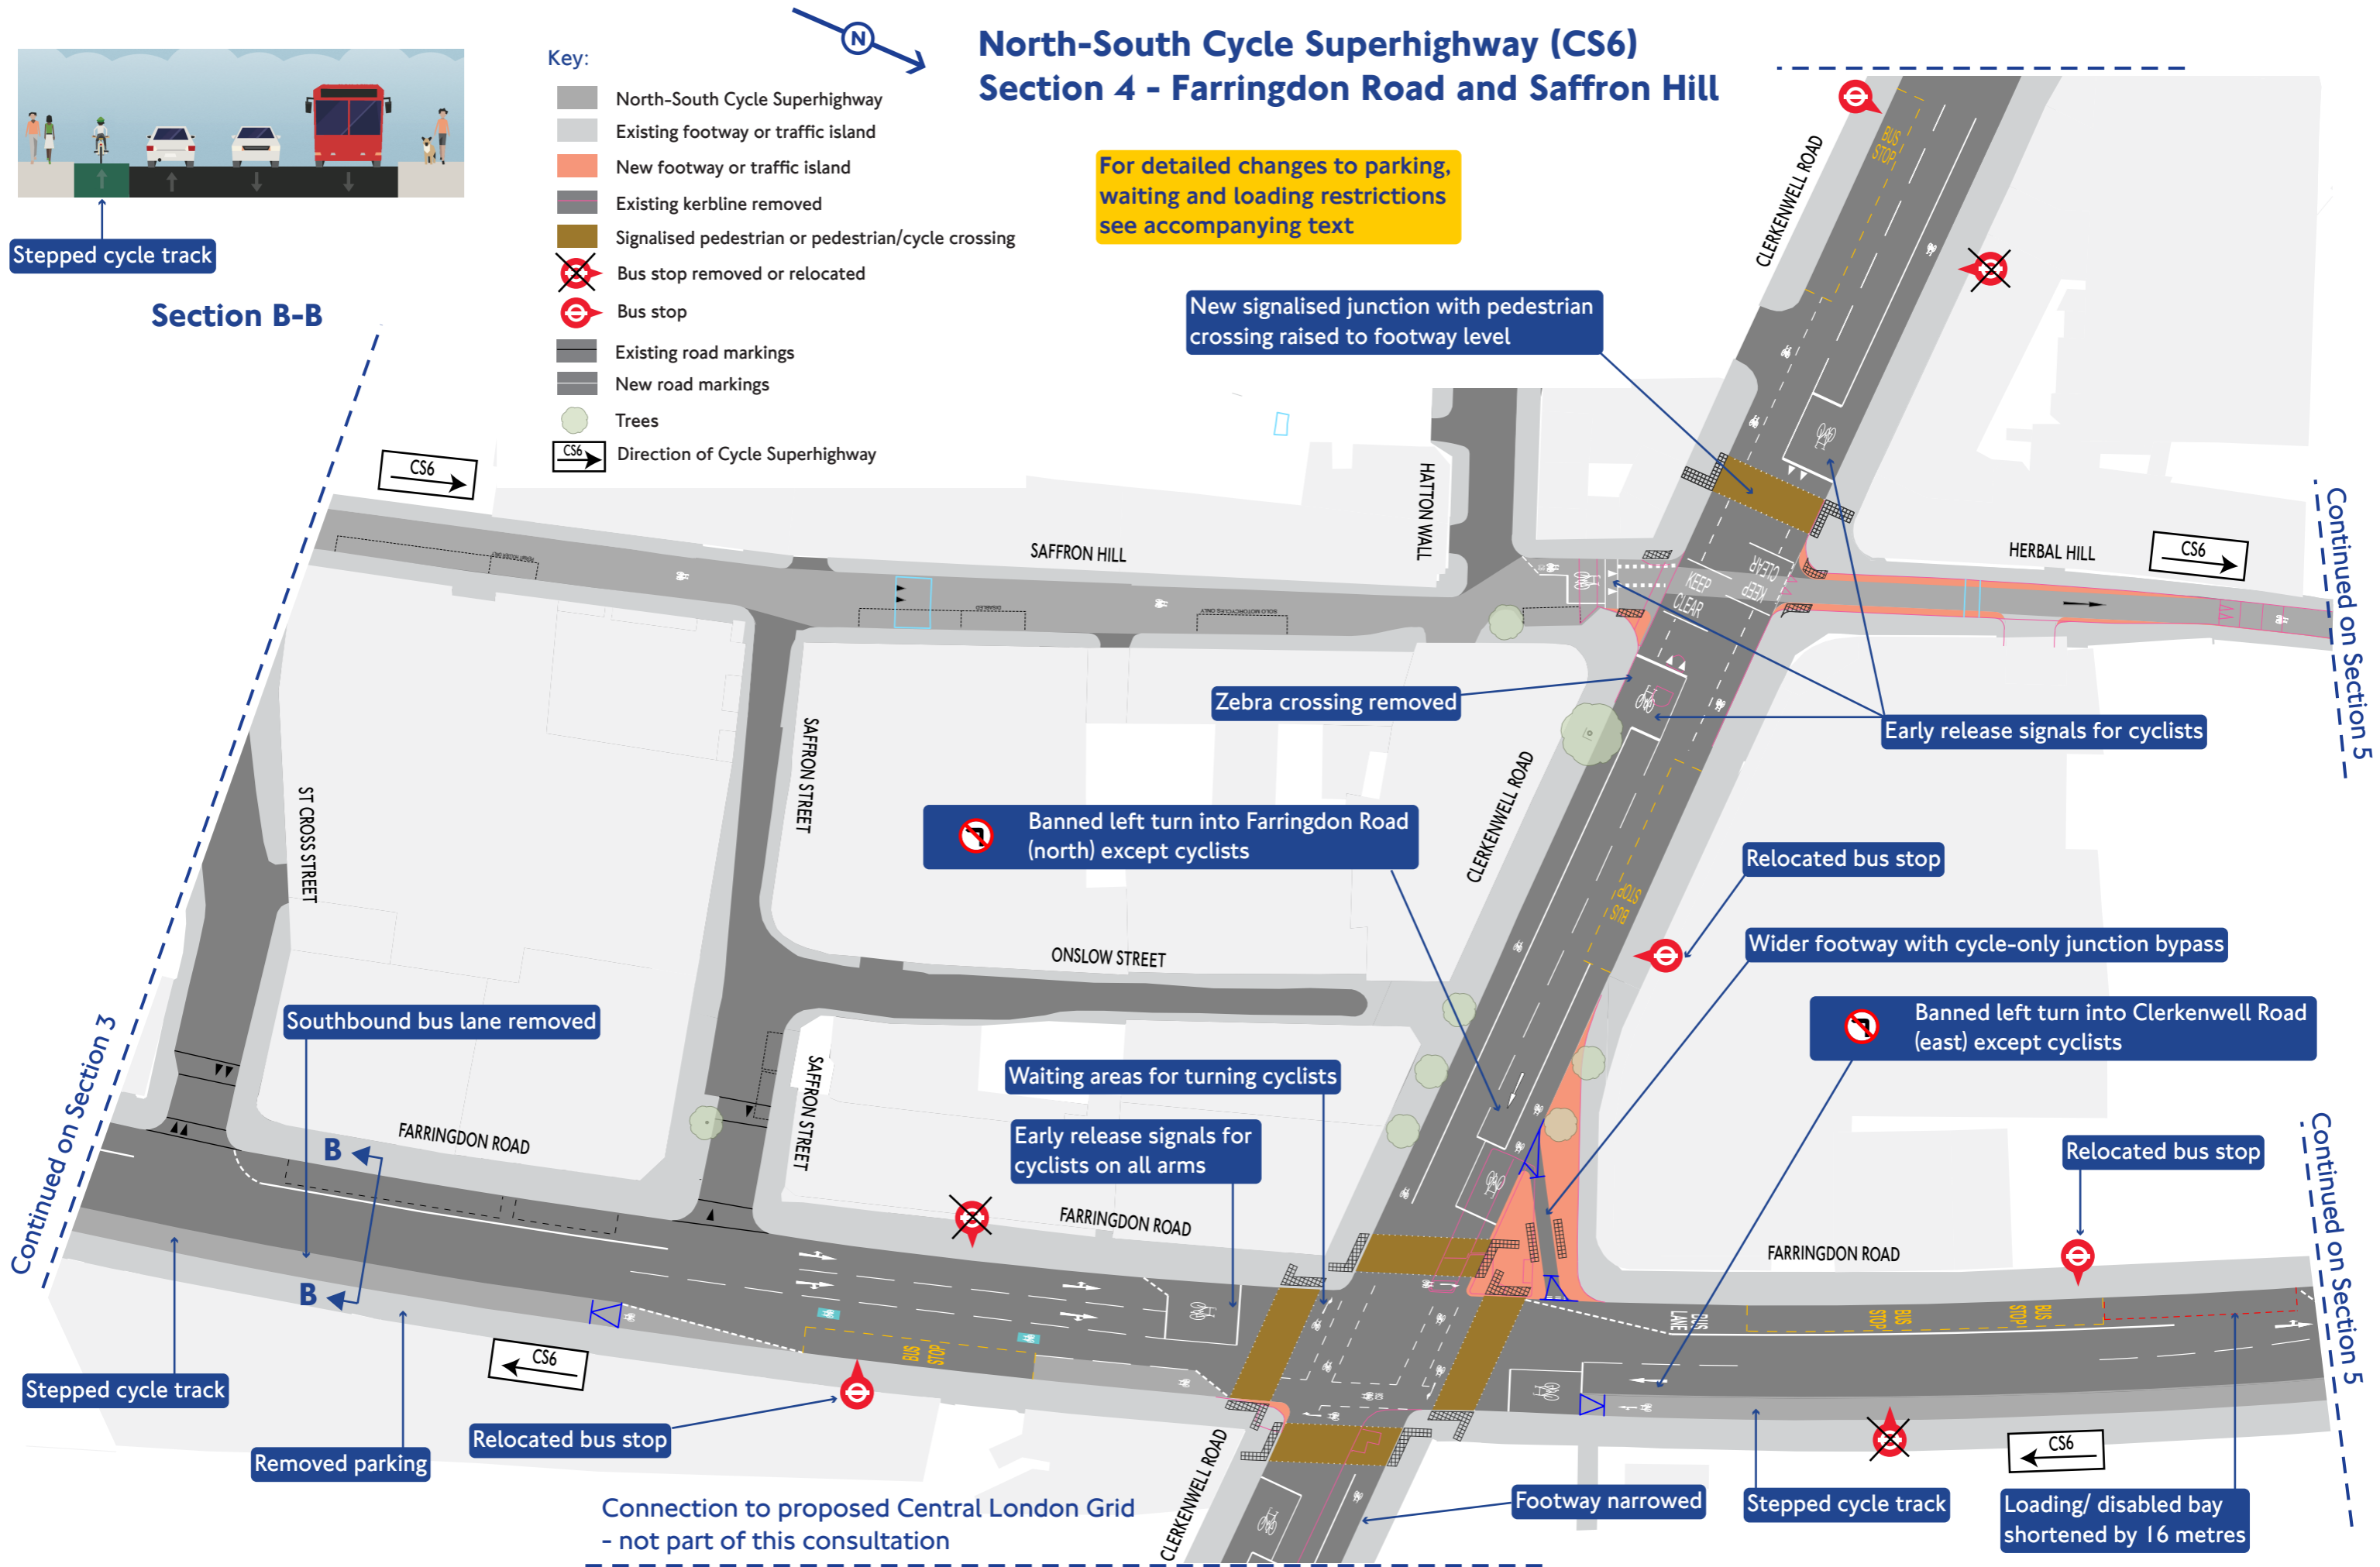 North-South Cycle Superhighway (CS6)
Section 4 - Farringdon Road and Saffron Hill
N
Key:
North-South Cycle Superhighway
Existing footway or traffic island
New footway or traffic island
Existing kerbline removed
Signalised pedestrian or pedestrian/cycle crossing
Bus stop removed or relocated
Bus stop
Existing road markings
New road markings
Trees
CS6
Direction of Cycle Superhighway
Stepped cycle track
Section B-B
For detailed changes to parking,
waiting and loading restrictions
see accompanying text
CLERKENWELL ROAD
BUS
STOP
New signalised junction with pedestrian
crossing raised to footway level
CS6
HATTON WALL
SAFFRON HILL
HERBAL HILL
CS6
Continued on Section 5
DISABLED
SOLO MOTORCYCLES ONLY
KEEP
CLEAR
KEEP
CLEAR
Zebra crossing removed
Early release signals for cyclists
SAFFRON STREET
ST CROSS STREET
CLERKENWELL ROAD
Banned left turn into Farringdon Road
(north) except cyclists
Relocated bus stop
BUS
STOP
Wider footway with cycle-only junction bypass
ONSLOW STREET
Banned left turn into Clerkenwell Road
(east) except cyclists
Southbound bus lane removed
Continued on Section 3
Waiting areas for turning cyclists
SAFFRON STREET
Early release signals for
cyclists on all arms
FARRINGDON ROAD
B
B
FARRINGDON ROAD
Relocated bus stop
FARRINGDON ROAD
Continued on Section 5
BUS
LANE
BUS
STOP
BUS
STOP
BUS
STOP
CS6
Stepped cycle track
Removed parking
Relocated bus stop
CLERKENWELL ROAD
CS6
Footway narrowed
Stepped cycle track
Loading/ disabled bay
shortened by 16 metres
Connection to proposed Central London Grid
- not part of this consultation